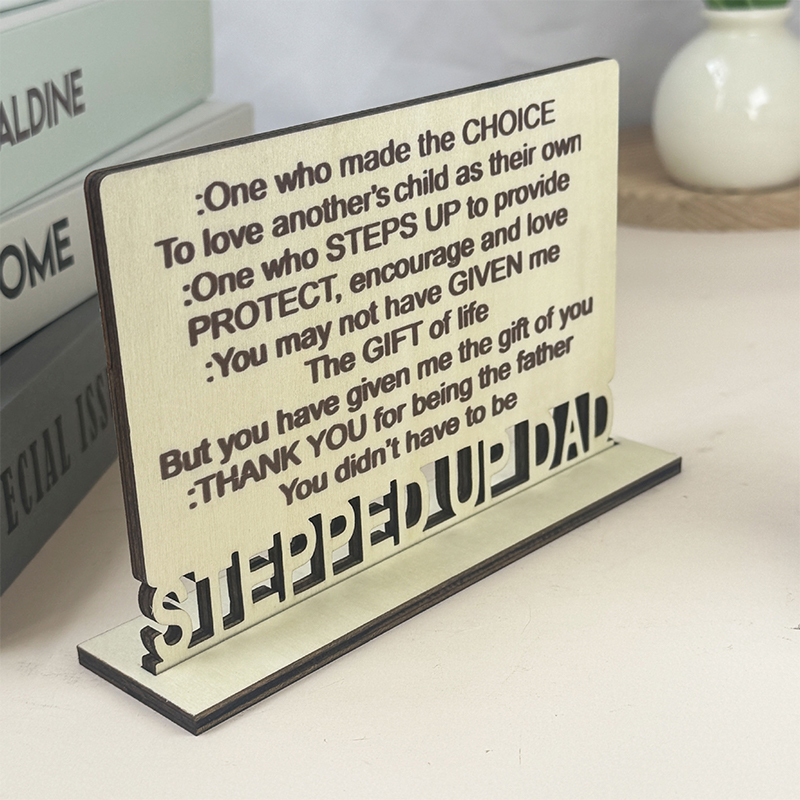 ALDINE
OME
ECIAL ISS
:One who made the CHOICE
To love another's child as their own
:One who STEPS UP to provide
PROTECT, encourage and love
:You may not have GIVEN me
The GIFT of life
But you have given me the gift of you
:THANK YOU for being the father
You didn't have to be
STEPPED UP DAD